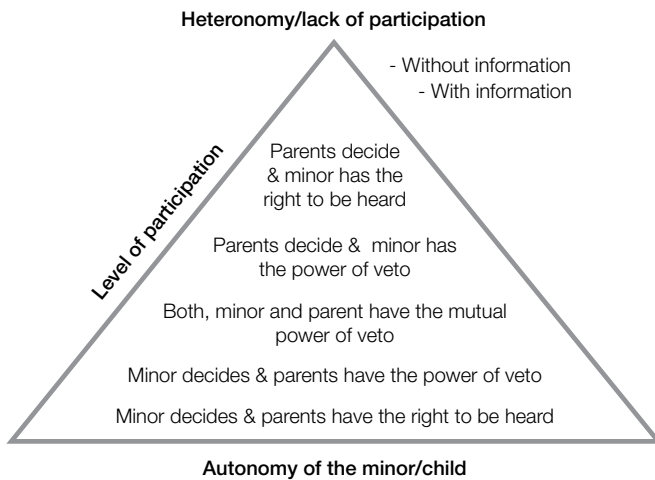 Heteronomy/lack of participation
- Without information
- With information
Level of participation
Parents decide
& minor has the
right to be heard
Parents decide & minor has
the power of veto
Both, minor and parent have the mutual
power of veto
Minor decides & parents have the power of veto
Minor decides & parents have the right to be heard
Autonomy of the minor/child